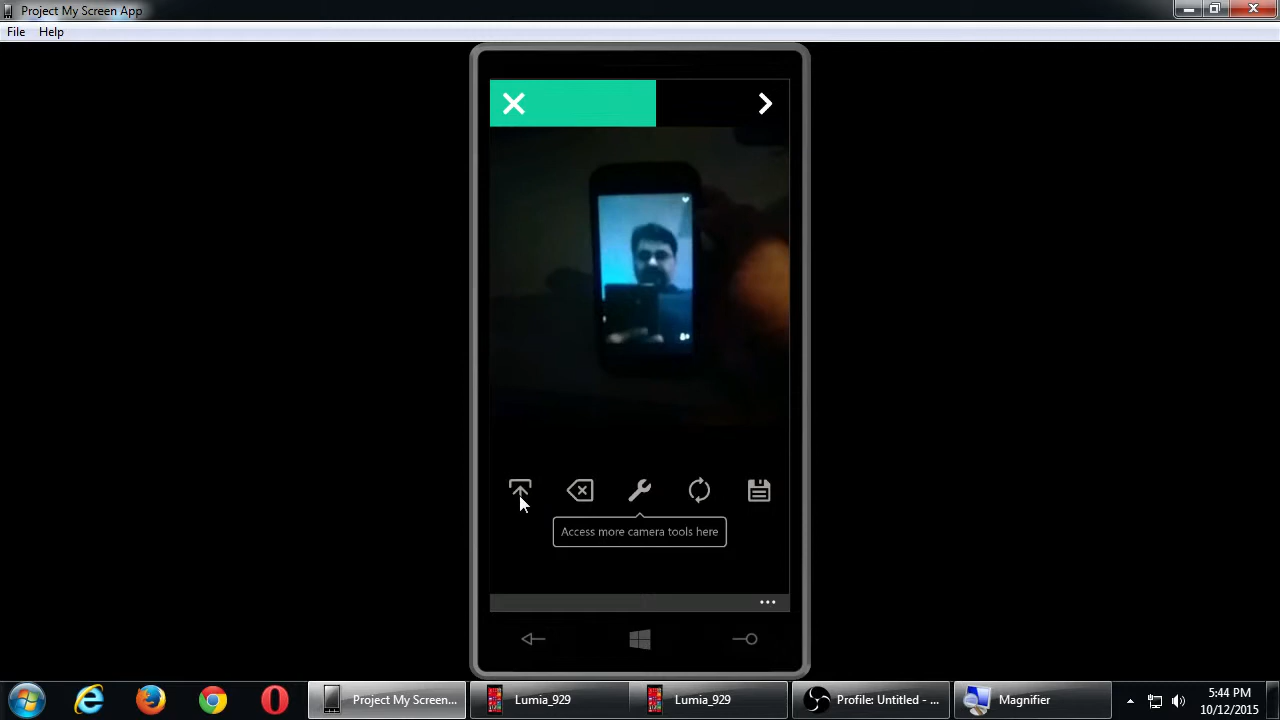 Project My Screen App
File Help
Access more camera tools here
Project My Screen...
Lumia_929
Lumia_929
Profile: Untitled - ...
Magnifier
5:44 PM
10/12/2015